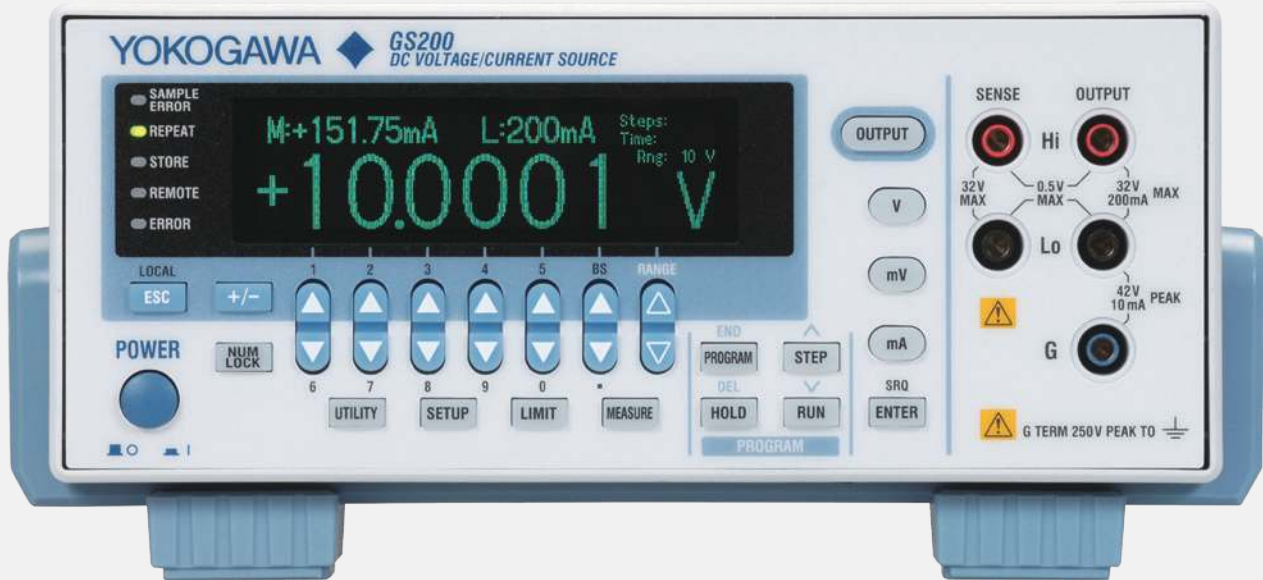 YOKOGAWA ◆ GS200
DC VOLTAGE/CURRENT SOURCE
SAMPLE
ERROR
REPEAT
STORE
REMOTE
ERROR
M:+151.75mA L:200mA
Steps:
Time:
Rng: 10 V
+10.0001 V
LOCAL
ESC
+/−
1 2 3 4 5 BS RANGE
POWER
NUM
LOCK
6 7 8 9 0 .
UTILITY SETUP LIMIT MEASURE
END
PROGRAM STEP
DEL
HOLD RUN
PROGRAM
OUTPUT
V
mV
mA
SRQ
ENTER
SENSE OUTPUT
Hi
32V
MAX
0.5V
MAX
32V
200mA MAX
Lo
42V
10mA PEAK
G
G TERM 250V PEAK TO